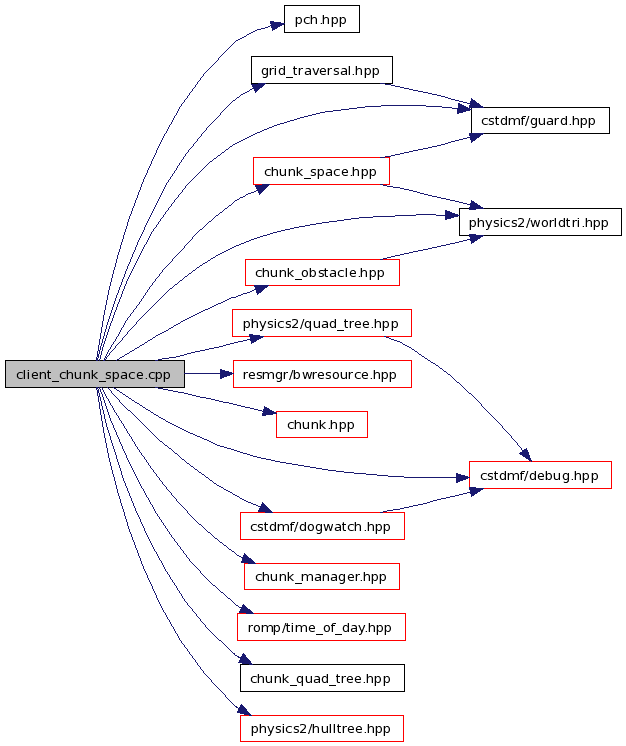 pch.hpp
grid_traversal.hpp
cstdmf/guard.hpp
chunk_space.hpp
physics2/worldtri.hpp
chunk_obstacle.hpp
physics2/quad_tree.hpp
client_chunk_space.cpp
resmgr/bwresource.hpp
chunk.hpp
cstdmf/debug.hpp
cstdmf/dogwatch.hpp
chunk_manager.hpp
romp/time_of_day.hpp
chunk_quad_tree.hpp
physics2/hulltree.hpp